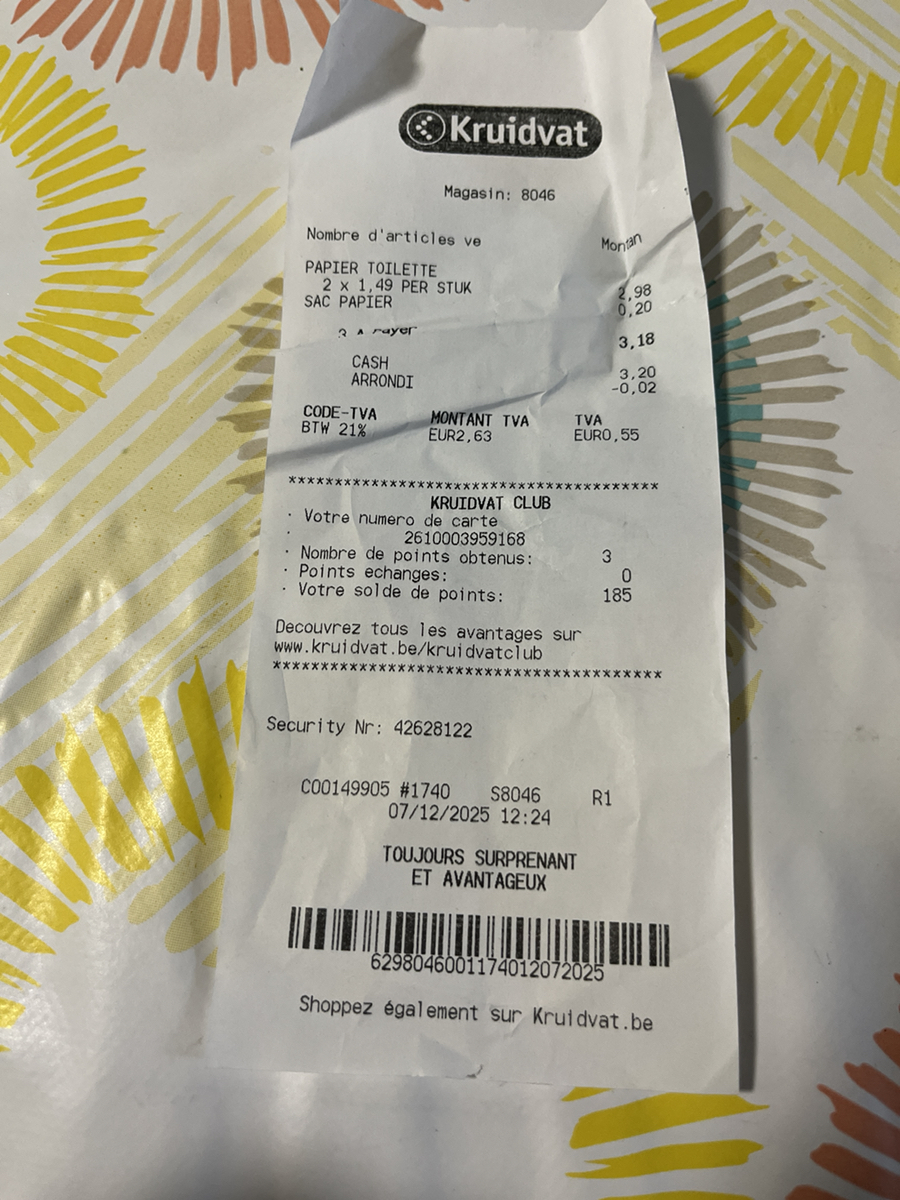 Kruidvat
Magasin: 8046
Nombre d'articles ve Montan
PAPIER TOILETTE
2 x 1,49 PER STUK 2,98
SAC PAPIER 0,20
3 A Payer 3,18
CASH 3,20
ARRONDI -0,02
CODE-TVA MONTANT TVA TVA
BTW 21% EUR2,63 EUR0,55
****************************************
KRUIDVAT CLUB
· Votre numero de carte
· 2610003959168
· Nombre de points obtenus: 3
· Points echanges: 0
· Votre solde de points: 185
Decouvrez tous les avantages sur
www.kruidvat.be/kruidvatclub
****************************************
Security Nr: 42628122
C00149905 #1740 S8046 R1
07/12/2025 12:24
TOUJOURS SURPRENANT
ET AVANTAGEUX
6298046001174012072025
Shoppez également sur Kruidvat.be